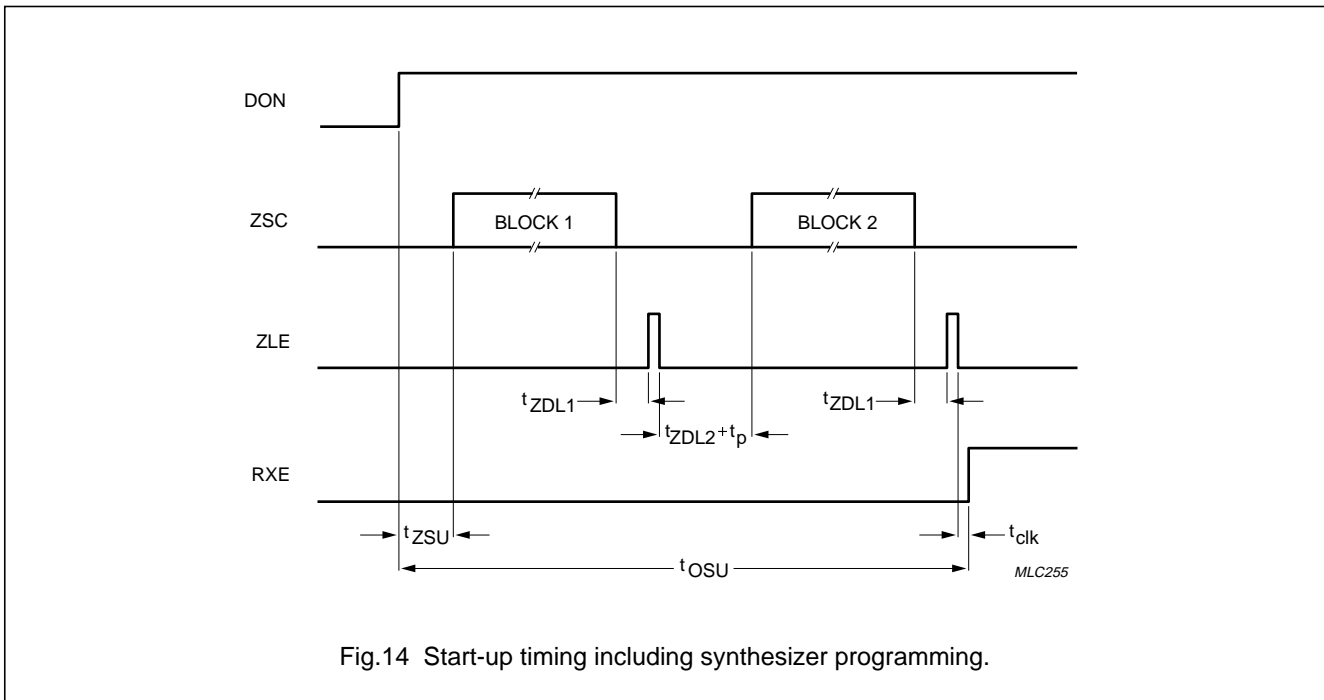 DON
ZSC
BLOCK 1
BLOCK 2
ZLE
tZDL1
tZDL1
tZDL2+tp
RXE
tZSU
tclk
tOSU
MLC255
Fig.14 Start-up timing including synthesizer programming.